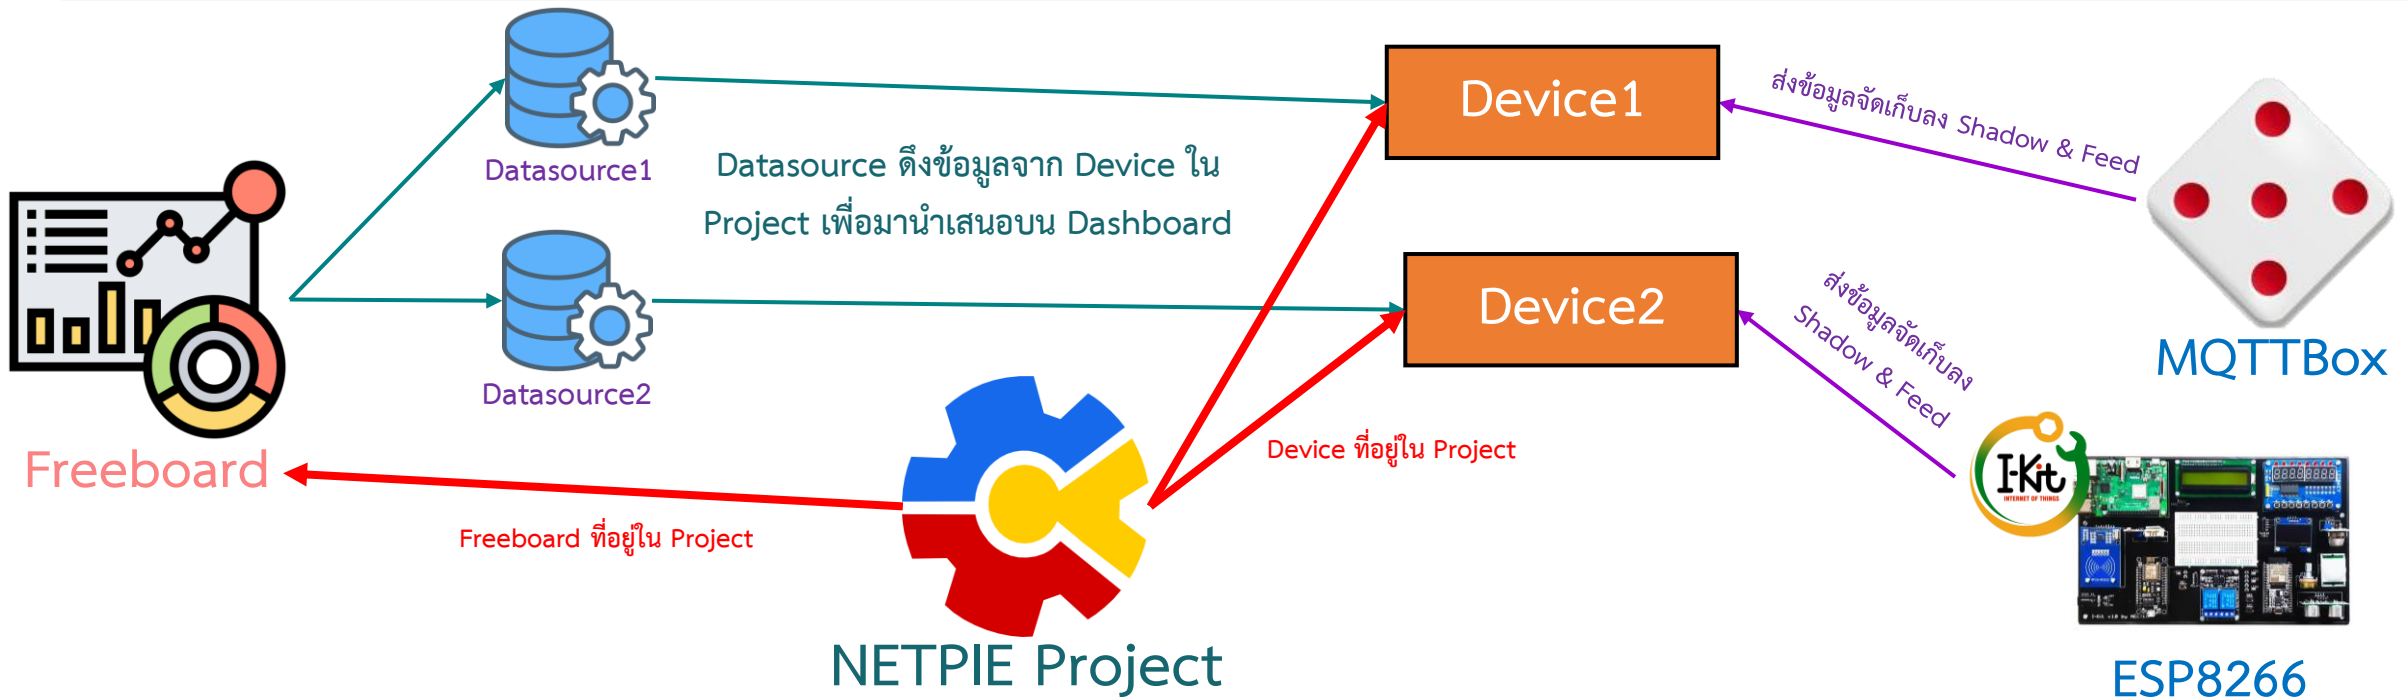 Datasource1
Datasource ดึงข้อมูลจาก Device ใน
Project เพื่อมานำเสนอบน Dashboard
Device1
ส่งข้อมูลจัดเก็บลง Shadow & Feed
MQTTBox
Datasource2
Device2
ส่งข้อมูลจัดเก็บลง
Shadow & Feed
Freeboard
Freeboard ที่อยู่ใน Project
Device ที่อยู่ใน Project
NETPIE Project
I-Kit
INTERNET OF THINGS
ESP8266